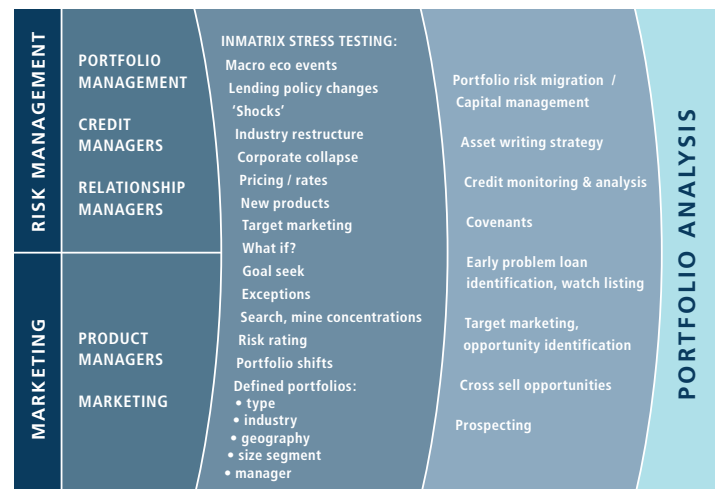 RISK MANAGEMENT
PORTFOLIO
MANAGEMENT
CREDIT
MANAGERS
RELATIONSHIP
MANAGERS
MARKETING
PRODUCT
MANAGERS
MARKETING
INMATRIX STRESS TESTING:
Macro eco events
Lending policy changes
‘Shocks’
Industry restructure
Corporate collapse
Pricing / rates
New products
Target marketing
What if?
Goal seek
Exceptions
Search, mine concentrations
Risk rating
Portfolio shifts
Defined portfolios:
• type
• industry
• geography
• size segment
• manager
Portfolio risk migration /
Capital management
Asset writing strategy
Credit monitoring & analysis
Covenants
Early problem loan
identification, watch listing
Target marketing,
opportunity identification
Cross sell opportunities
Prospecting
PORTFOLIO ANALYSIS